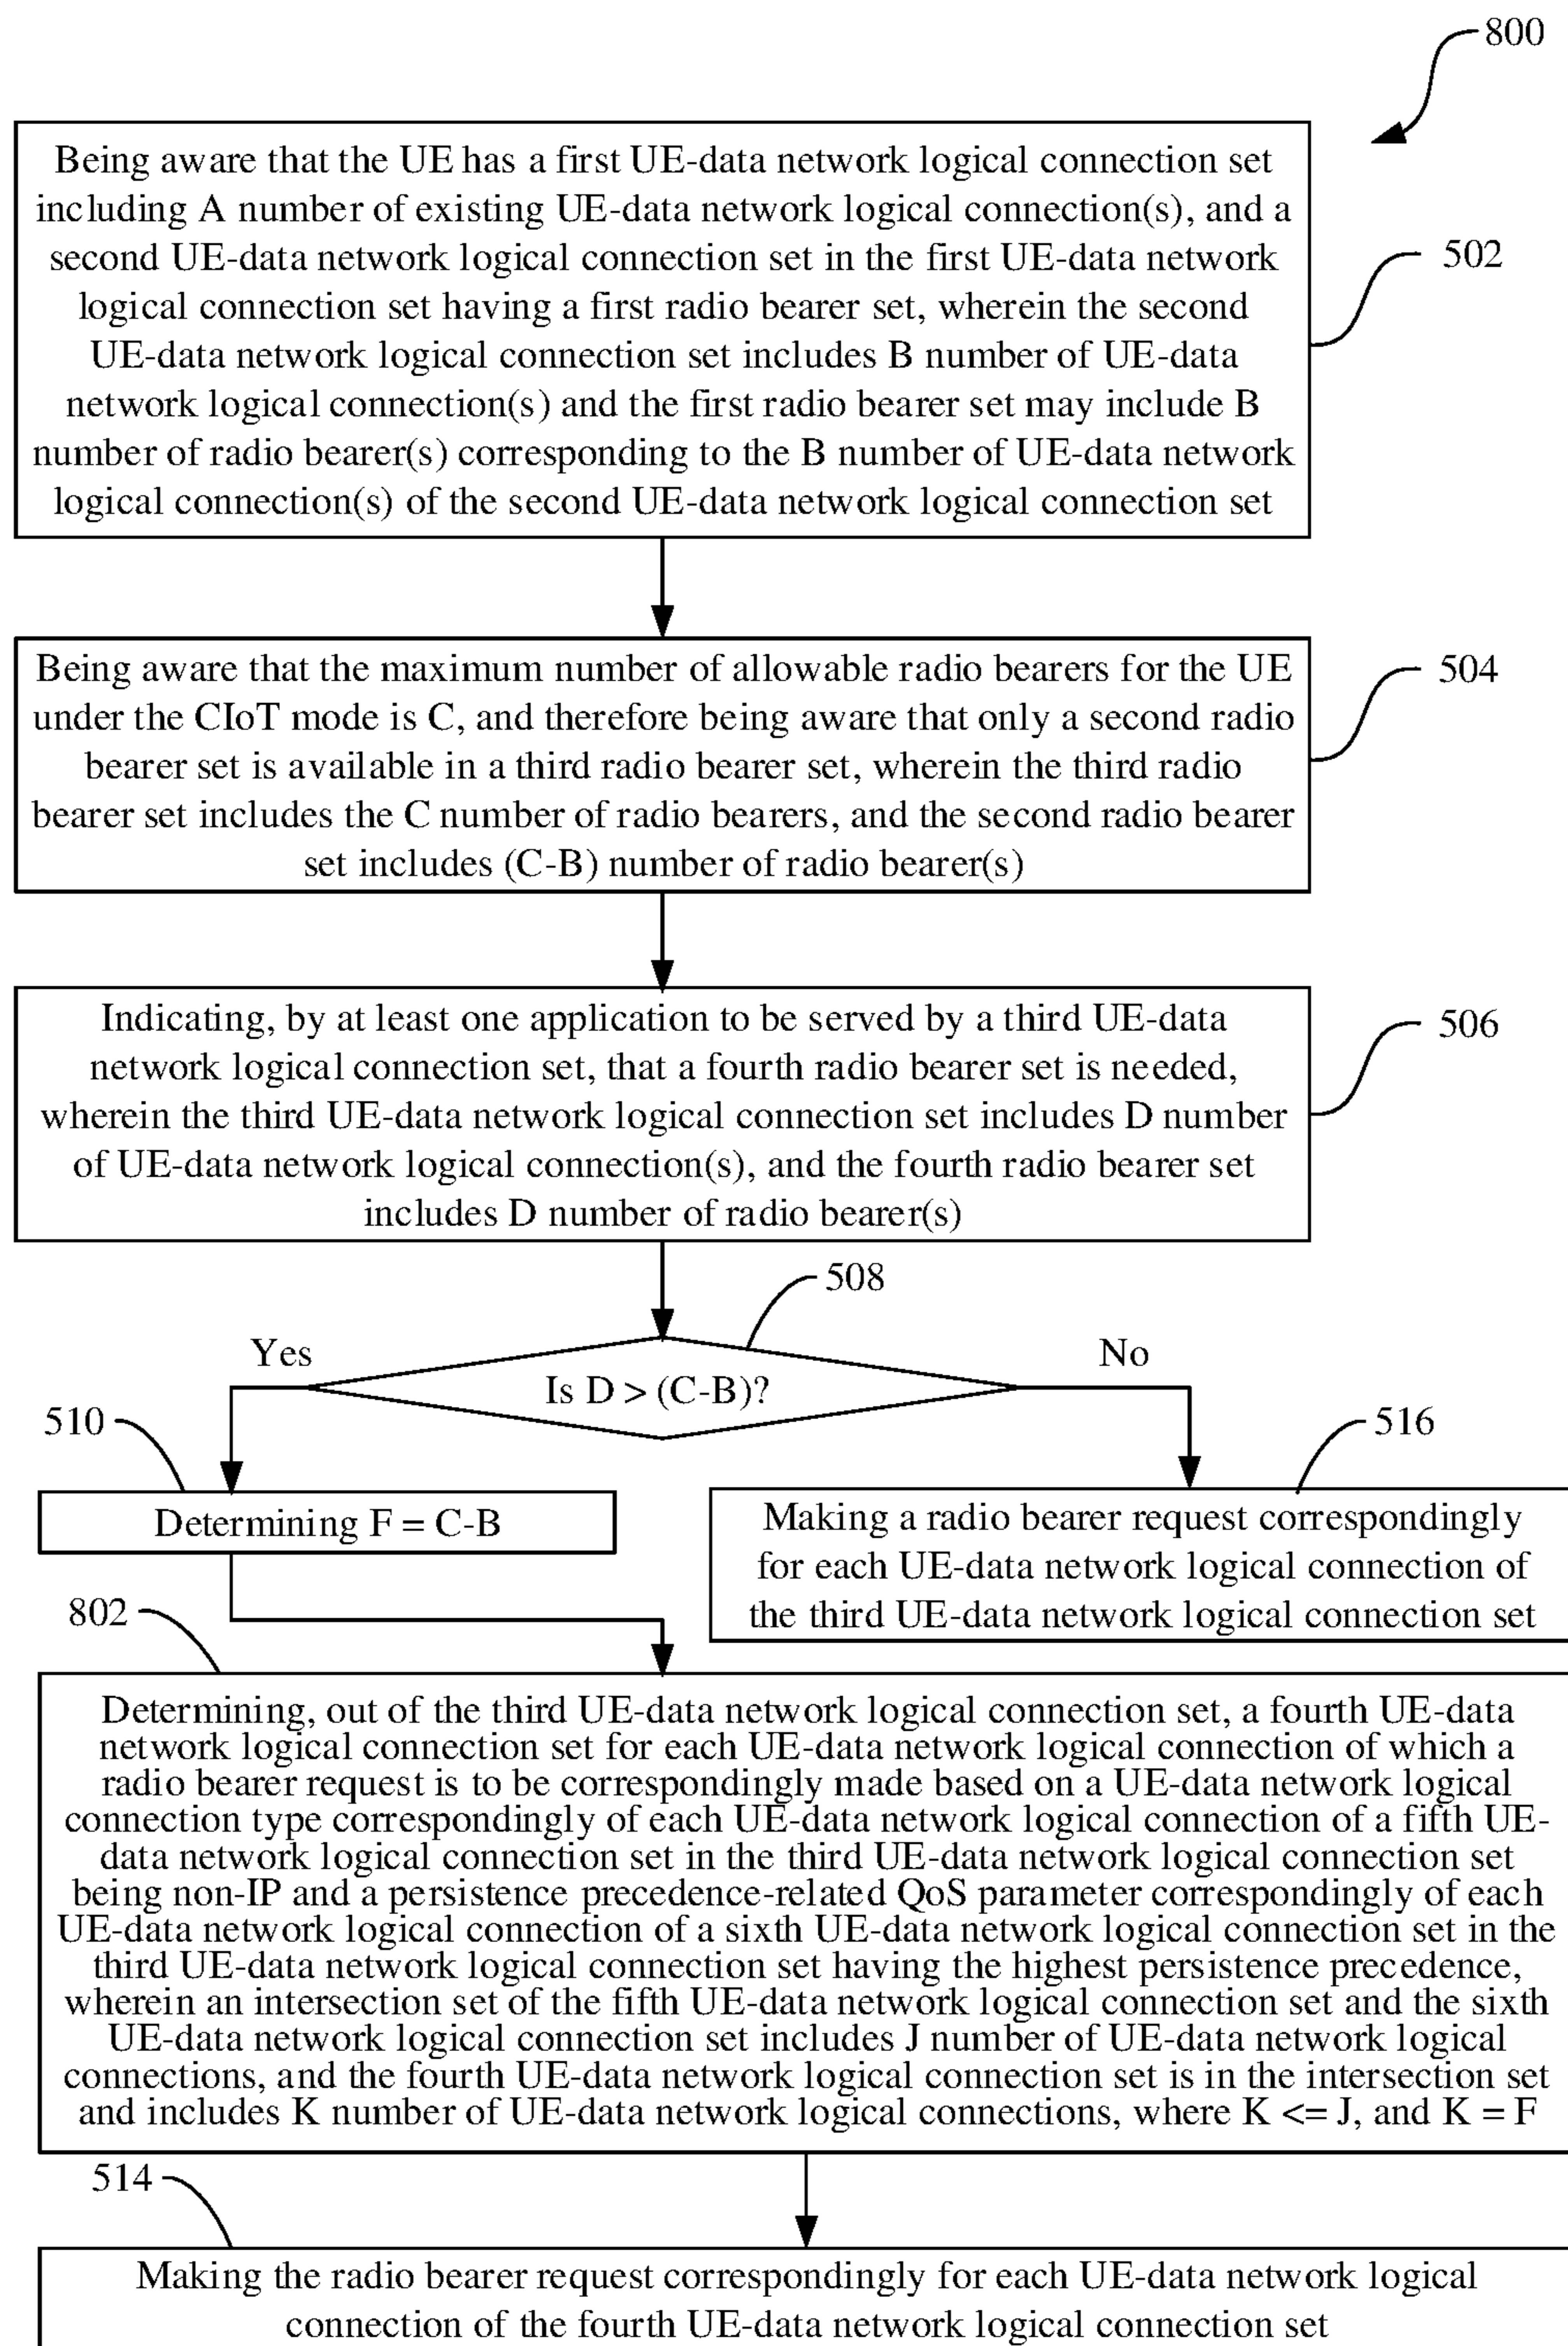 800
Being aware that the UE has a first UE-data network logical connection set
including A number of existing UE-data network logical connection(s), and a
second UE-data network logical connection set in the first UE-data network
logical connection set having a first radio bearer set, wherein the second
UE-data network logical connection set includes B number of UE-data
network logical connection(s) and the first radio bearer set may include B
number of radio bearer(s) corresponding to the B number of UE-data network
logical connection(s) of the second UE-data network logical connection set
502
Being aware that the maximum number of allowable radio bearers for the UE
under the CIoT mode is C, and therefore being aware that only a second radio
bearer set is available in a third radio bearer set, wherein the third radio
bearer set includes the C number of radio bearers, and the second radio bearer
set includes (C-B) number of radio bearer(s)
504
Indicating, by at least one application to be served by a third UE-data
network logical connection set, that a fourth radio bearer set is needed,
wherein the third UE-data network logical connection set includes D number
of UE-data network logical connection(s), and the fourth radio bearer set
includes D number of radio bearer(s)
506
508
Yes
No
Is D > (C-B)?
510
516
Determining F = C-B
Making a radio bearer request correspondingly
for each UE-data network logical connection of
the third UE-data network logical connection set
802
Determining, out of the third UE-data network logical connection set, a fourth UE-data
network logical connection set for each UE-data network logical connection of which a
radio bearer request is to be correspondingly made based on a UE-data network logical
connection type correspondingly of each UE-data network logical connection of a fifth UE-
data network logical connection set in the third UE-data network logical connection set
being non-IP and a persistence precedence-related QoS parameter correspondingly of each
UE-data network logical connection of a sixth UE-data network logical connection set in the
third UE-data network logical connection set having the highest persistence precedence,
wherein an intersection set of the fifth UE-data network logical connection set and the sixth
UE-data network logical connection set includes J number of UE-data network logical
connections, and the fourth UE-data network logical connection set is in the intersection set
and includes K number of UE-data network logical connections, where K <= J, and K = F
514
Making the radio bearer request correspondingly for each UE-data network logical
connection of the fourth UE-data network logical connection set